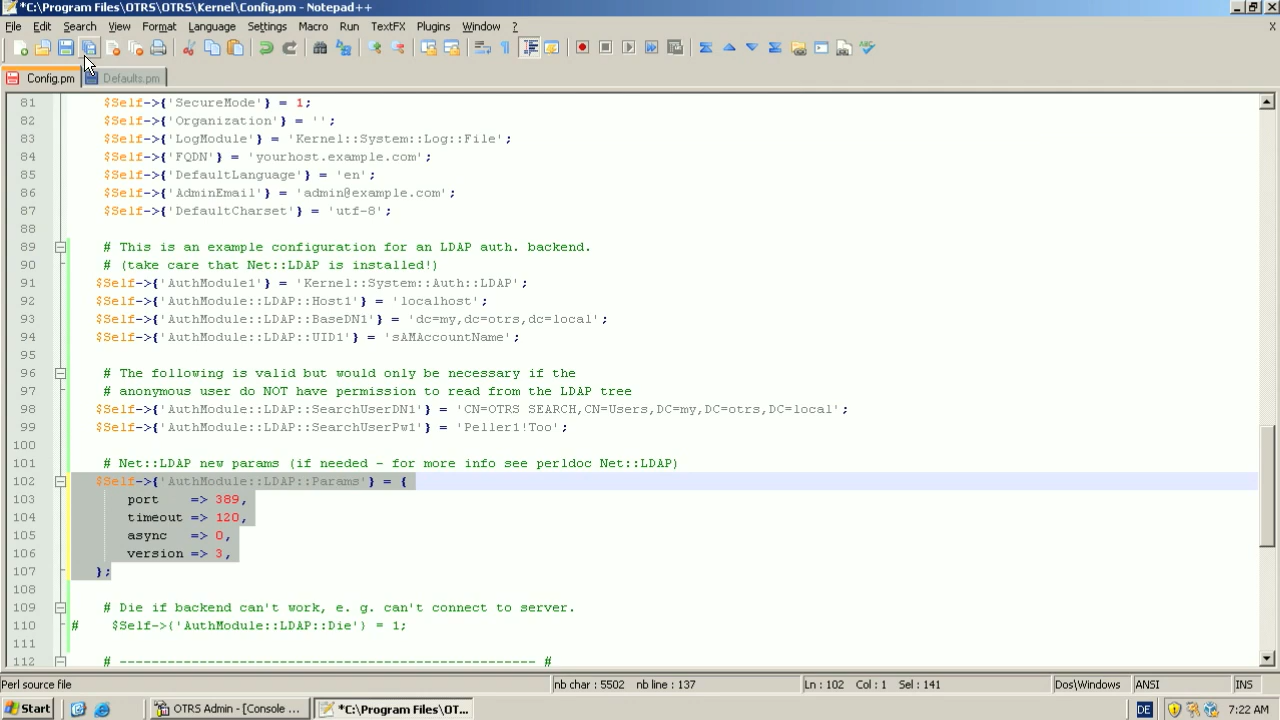 *C:\Program Files\OTRS\OTRS\Kernel\Config.pm - Notepad++
File Edit Search View Format Language Settings Macro Run TextFX Plugins Window ? X
Config.pm Defaults.pm
81 $Self->{'SecureMode'} = 1;
82 $Self->{'Organization'} = '';
83 $Self->{'LogModule'} = 'Kernel::System::Log::File';
84 $Self->{'FQDN'} = 'yourhost.example.com';
85 $Self->{'DefaultLanguage'} = 'en';
86 $Self->{'AdminEmail'} = 'admin@example.com';
87 $Self->{'DefaultCharset'} = 'utf-8';
88
89 # This is an example configuration for an LDAP auth. backend.
90 # (take care that Net::LDAP is installed!)
91 $Self->{'AuthModule1'} = 'Kernel::System::Auth::LDAP';
92 $Self->{'AuthModule::LDAP::Host1'} = 'localhost';
93 $Self->{'AuthModule::LDAP::BaseDN1'} = 'dc=my,dc=otrs,dc=local';
94 $Self->{'AuthModule::LDAP::UID1'} = 'sAMAccountName';
95
96 # The following is valid but would only be necessary if the
97 # anonymous user do NOT have permission to read from the LDAP tree
98 $Self->{'AuthModule::LDAP::SearchUserDN1'} = 'CN=OTRS SEARCH,CN=Users,DC=my,DC=otrs,DC=local';
99 $Self->{'AuthModule::LDAP::SearchUserPw1'} = 'Peller1!Too';
100
101 # Net::LDAP new params (if needed - for more info see perldoc Net::LDAP)
102 $Self->{'AuthModule::LDAP::Params'} = {
103 port => 389,
104 timeout => 120,
105 async => 0,
106 version => 3,
107 };
108
109 # Die if backend can't work, e. g. can't connect to server.
110 # $Self->{'AuthModule::LDAP::Die'} = 1;
111
112 # ---------------------------------------------------- #
Perl source file nb char : 5502 nb line : 137 Ln : 102 Col : 1 Sel : 141 Dos\Windows ANSI INS
Start OTRS Admin - [Console ... *C:\Program Files\OT... DE 7:22 AM